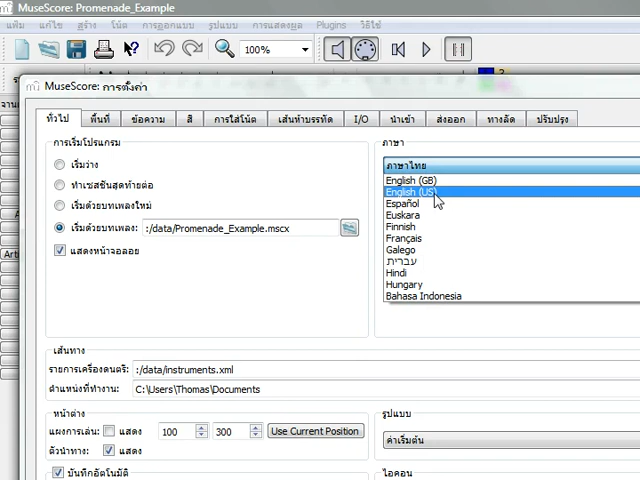 MuseScore: Promenade_Example
แฟ้ม แก้ไข สร้าง โน้ต การออกแบบ รูปแบบ การแสดงผล Plugins วิธีใช้
100%
MuseScore: การตั้งค่า
ทั่วไป พื้นที่ ข้อความ สี การใส่โน้ต เส้นห้าบรรทัด I/O นำเข้า ส่งออก ทางลัด ปรับปรุง
การเริ่มโปรแกรม
เริ่มว่าง
ทำเซสชันสุดท้ายต่อ
เริ่มด้วยบทเพลงใหม่
เริ่มด้วยบทเพลง: :/data/Promenade_Example.mscx
แสดงหน้าจอลอย
ภาษา
ภาษาไทย
English (GB)
English (US)
Español
Euskara
Finnish
Français
Galego
עברית
Hindi
Hungary
Bahasa Indonesia
เส้นทาง
รายการเครื่องดนตรี: :/data/instruments.xml
ตำแหน่งที่ทำงาน: C:\Users\Thomas\Documents
หน้าต่าง
แผงการเล่น: แสดง 100 300 Use Current Position
ตัวนำทาง: แสดง
รูปแบบ
ค่าเริ่มต้น
บันทึกอัตโนมัติ
ไอคอน